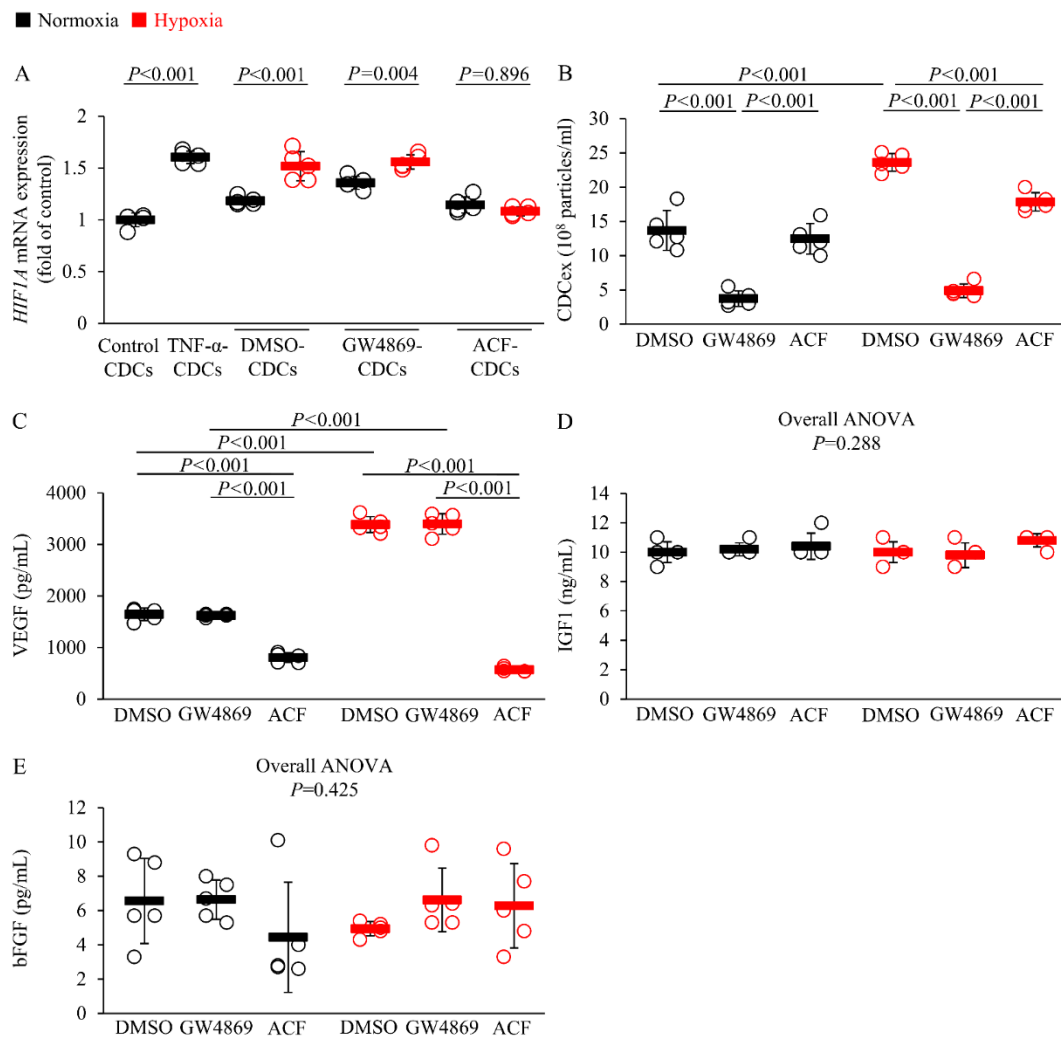 Normoxia Hypoxia
A
P<0.001 P<0.001 P=0.004 P=0.896
HIF1A mRNA expression
(fold of control)
2
1.5
1
0.5
0
Control
CDCs
TNF-α-
CDCs
DMSO-
CDCs
GW4869-
CDCs
ACF-
CDCs
B
P<0.001 P<0.001
P<0.001 P<0.001 P<0.001 P<0.001
CDCex (10⁸ particles/ml)
30
25
20
15
10
5
0
DMSO GW4869 ACF DMSO GW4869 ACF
C
P<0.001
P<0.001
P<0.001 P<0.001
P<0.001 P<0.001
VEGF (pg/mL)
4000
3000
2000
1000
0
DMSO GW4869 ACF DMSO GW4869 ACF
D
Overall ANOVA
P=0.288
IGF1 (ng/mL)
14
12
10
8
6
4
2
0
DMSO GW4869 ACF DMSO GW4869 ACF
E
Overall ANOVA
P=0.425
bFGF (pg/mL)
12
10
8
6
4
2
0
DMSO GW4869 ACF DMSO GW4869 ACF